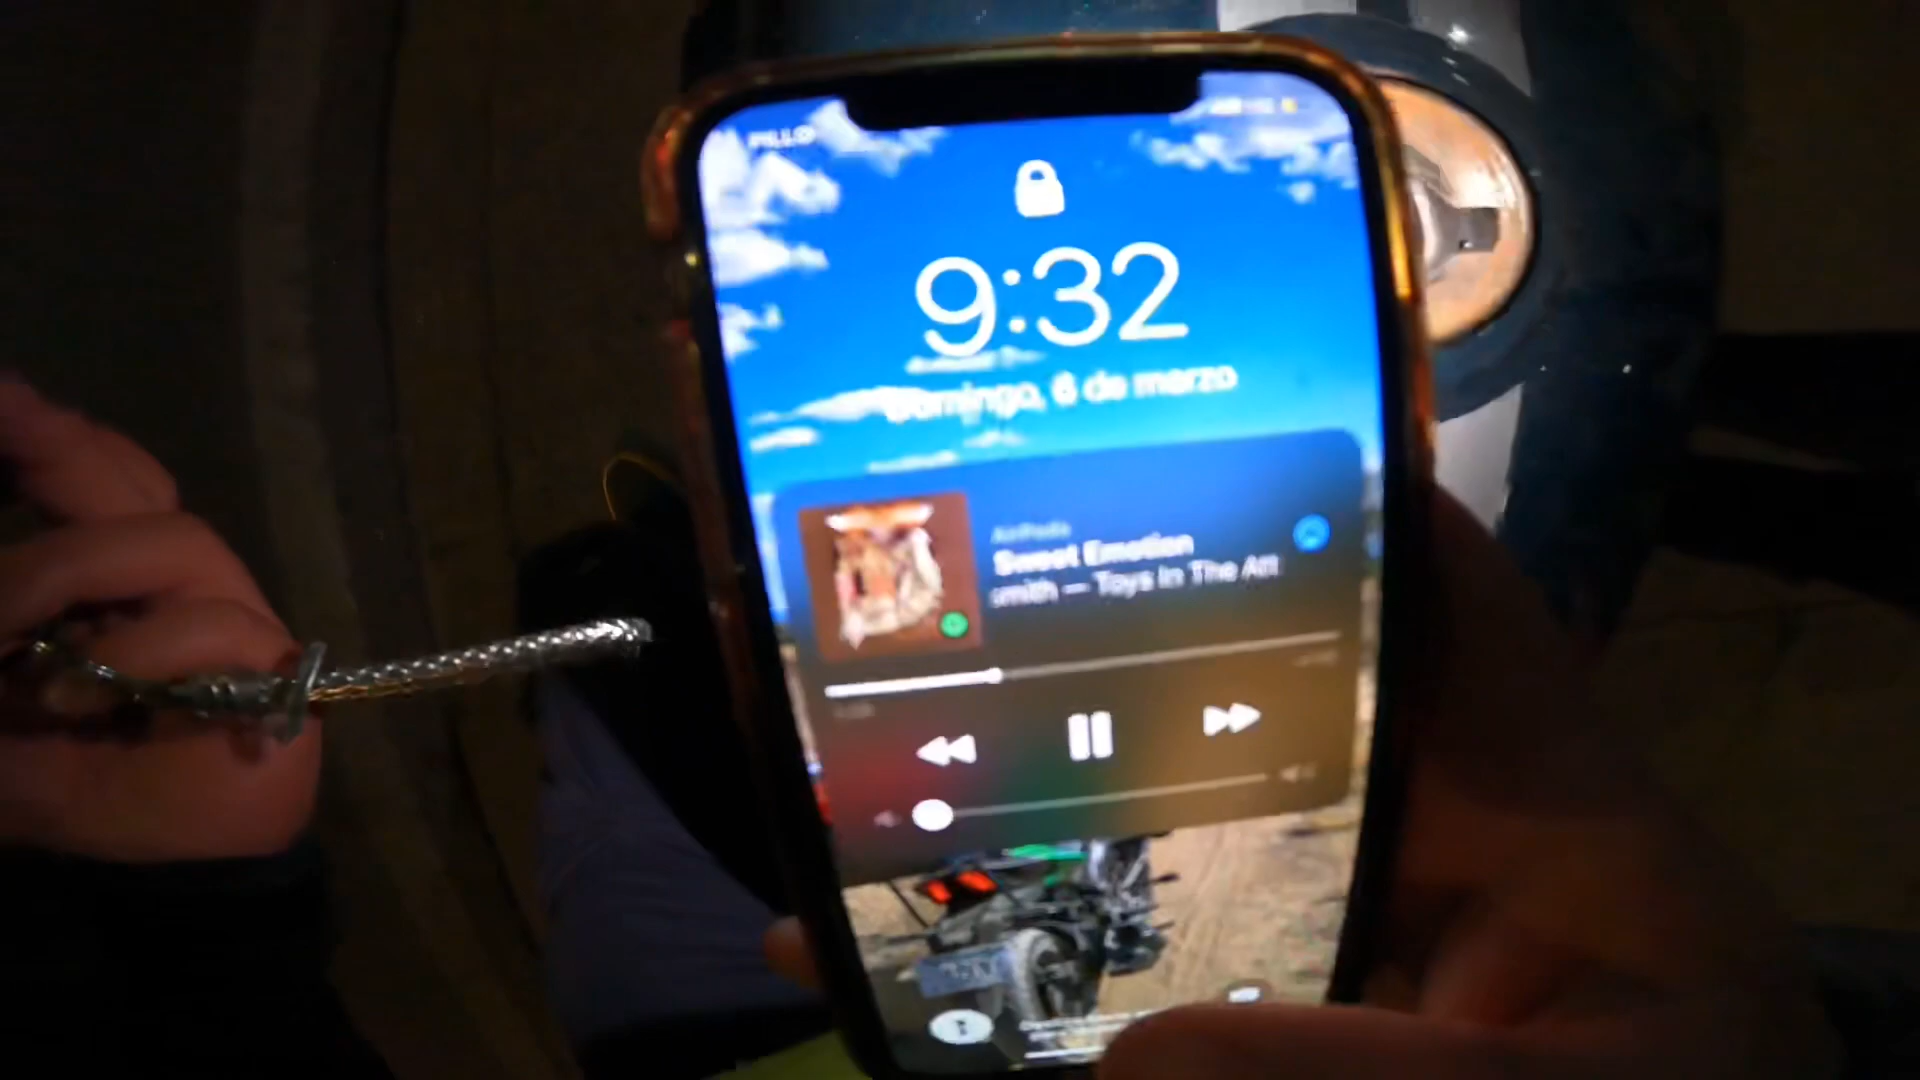 9:32
Domingo, 6 de marzo
AirPods
Sweet Emotion
smith — Toys In The Att